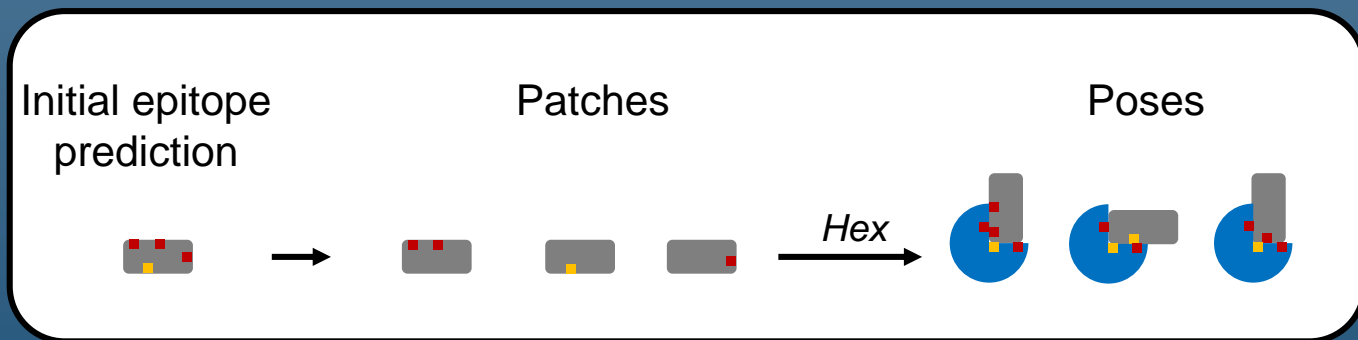 Initial epitope
prediction
Patches
Hex
Poses